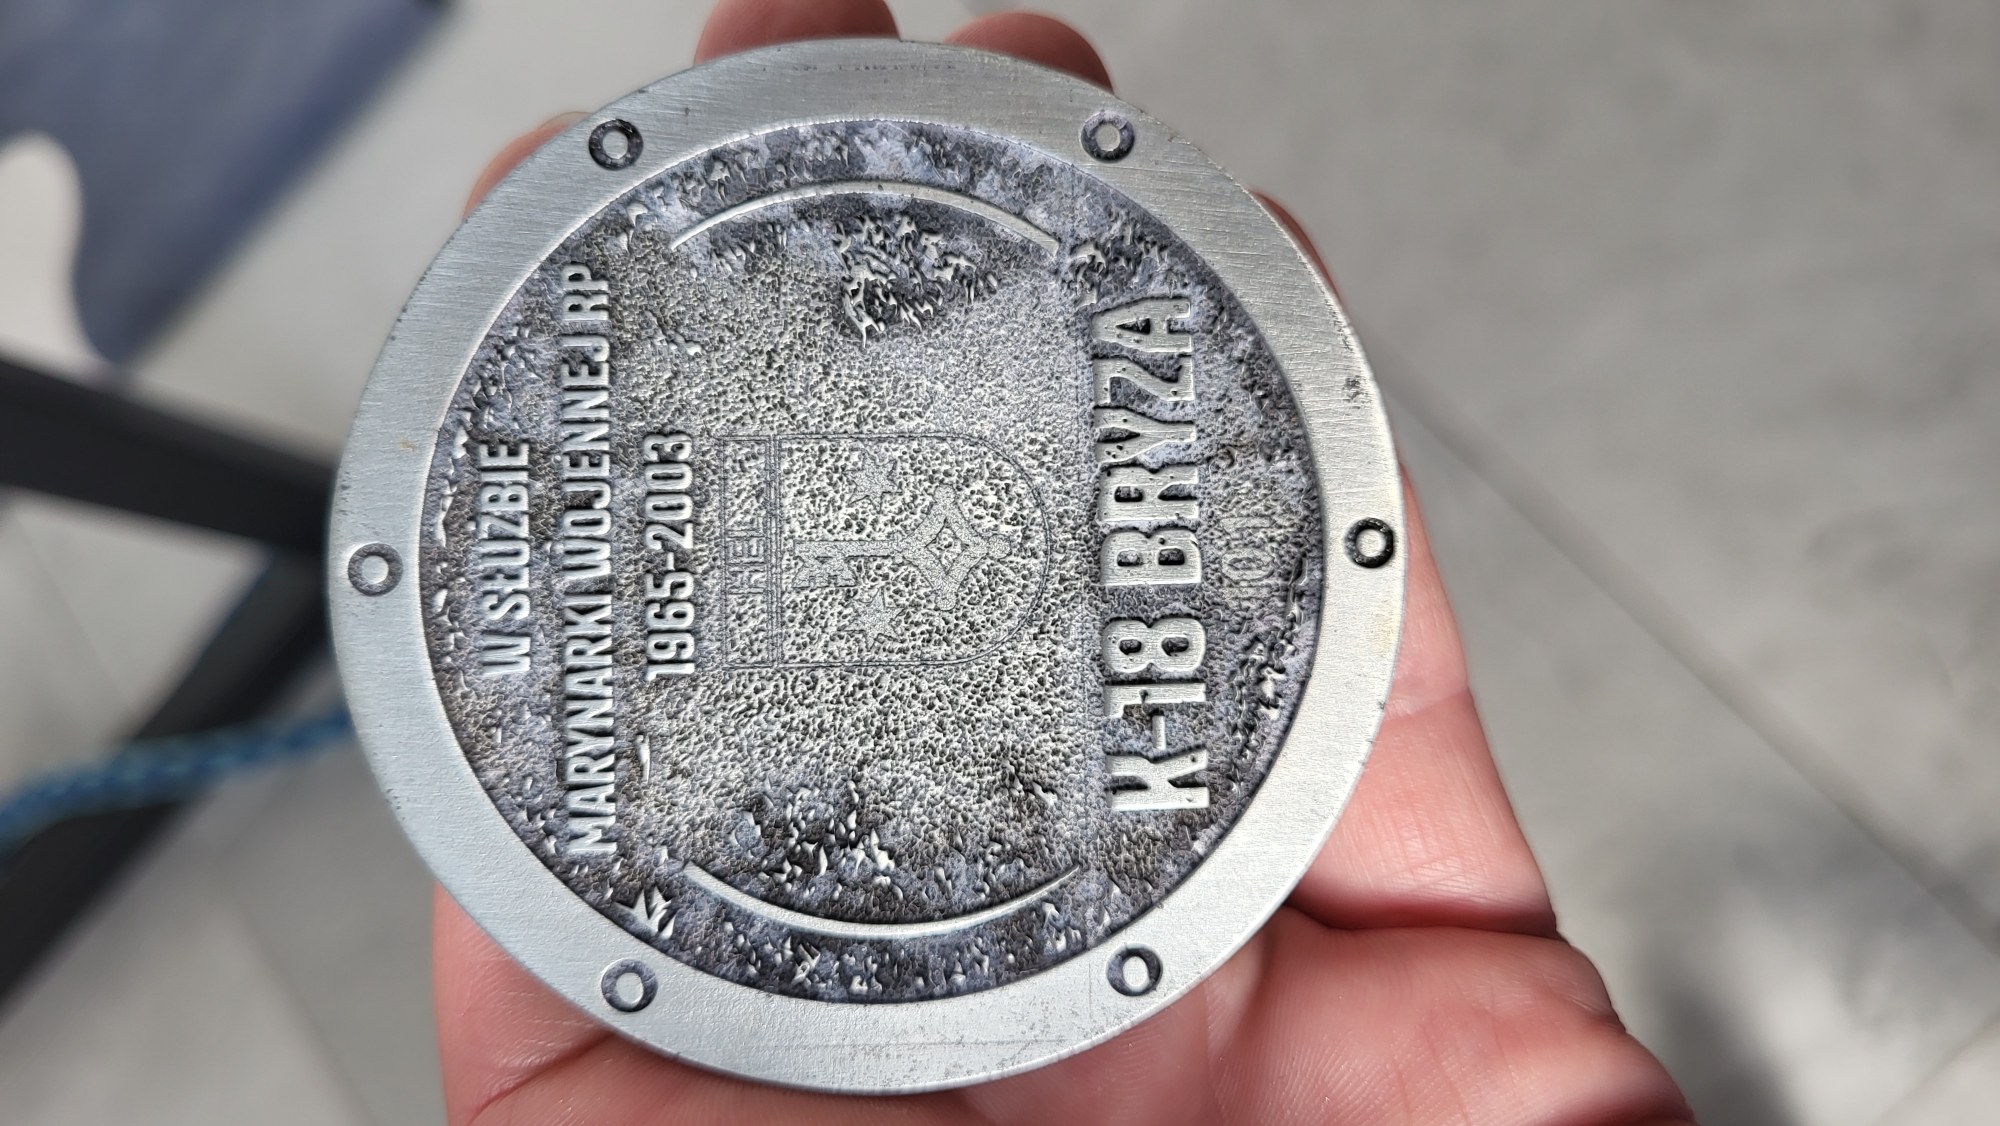 W SŁUŻBIE
MARYNARKI WOJENNEJ RP
1965-2003
HEL
K-18 BRYZA